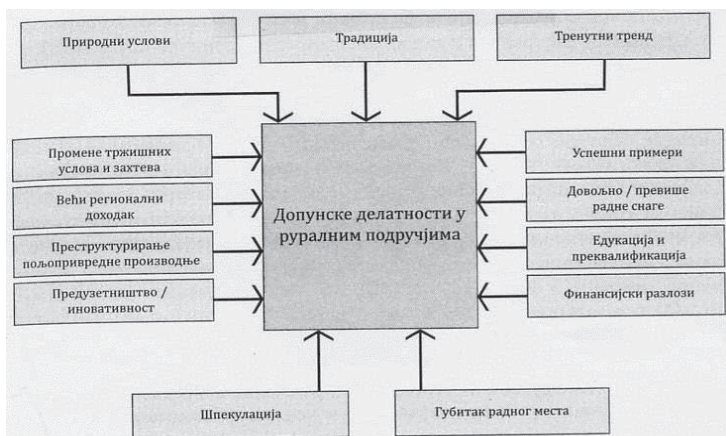 Природни услови
Традиција
Тренутни тренд
Промене тржишних
услова и захтева
Већи регионални
доходак
Преструктурирање
пољопривредне производње
Предузетништво /
иновативност
Допунске делатности у
руралним подручјима
Успешни примери
Довољно / превише
радне снаге
Едукација и
преквалификација
Финансијски разлози
Шпекулација
Губитак радног места